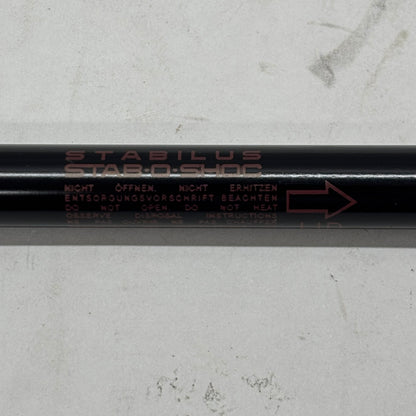 STABILUS
STAB-O-SHOC
NICHT ÖFFNEN. NICHT ERHITZEN
ENTSORGUNGSVORSCHRIFT BEACHTEN
DO NOT OPEN DO NOT HEAT
OBSERVE DISPOSAL INSTRUCTIONS